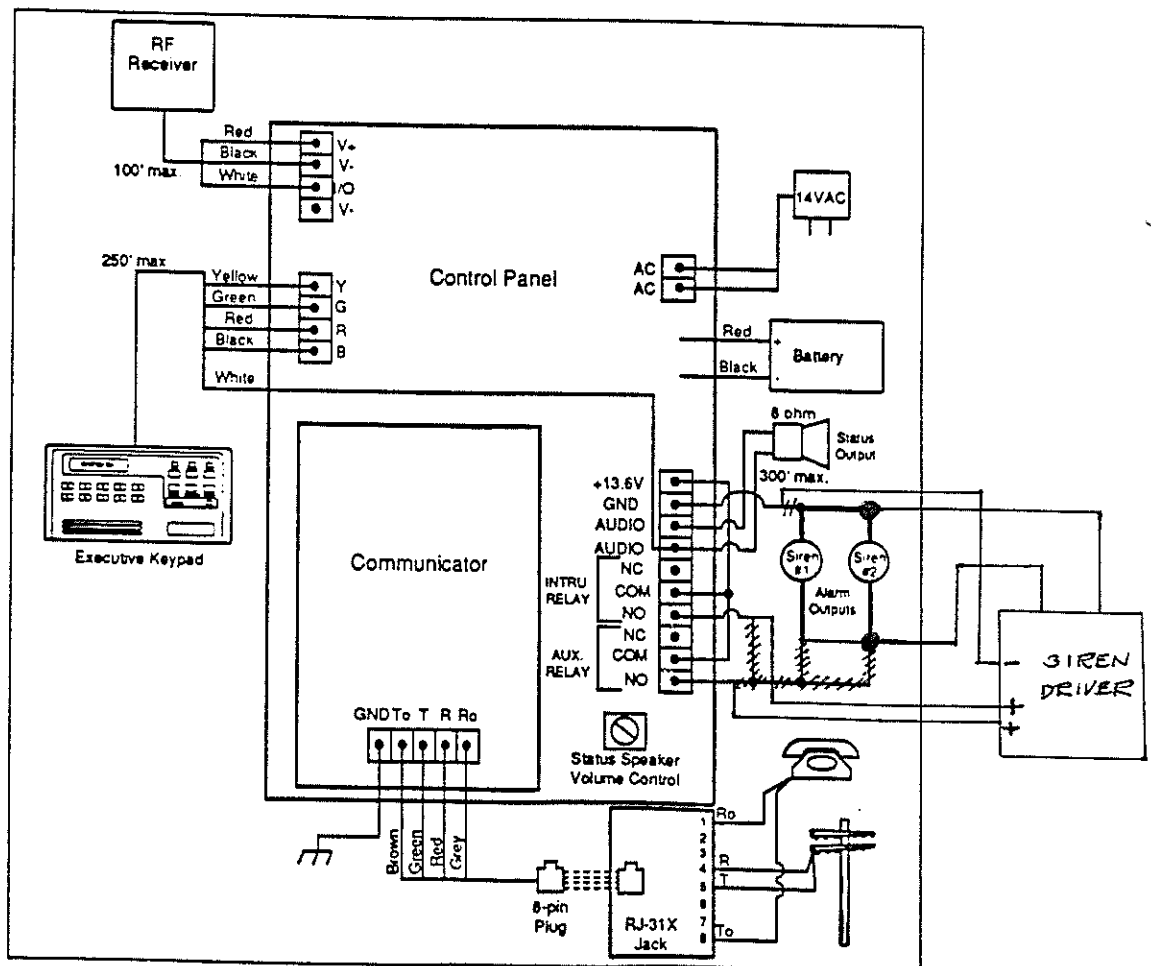 RF
Receiver
Red
Black
White
100' max.
V+
V-
I/O
V-
250' max
Yellow
Green
Red
Black
White
Y
G
R
B
Control Panel
AC
AC
14VAC
Red
Black
+
-
Battery
8 ohm
Status
Output
300' max.
Executive Keypad
Communicator
+13.6V
GND
AUDIO
AUDIO
NC
COM
NO
NC
COM
NO
INTRU
RELAY
AUX.
RELAY
Siren
#1
Siren
#2
Alarm
Outputs
SIREN
DRIVER
-
+
+
GND To T R Ro
Status Speaker
Volume Control
Brown
Green
Red
Grey
8-pin
Plug
RJ-31X
Jack
1
2
3
4
5
6
7
8
Ro
R
T
To